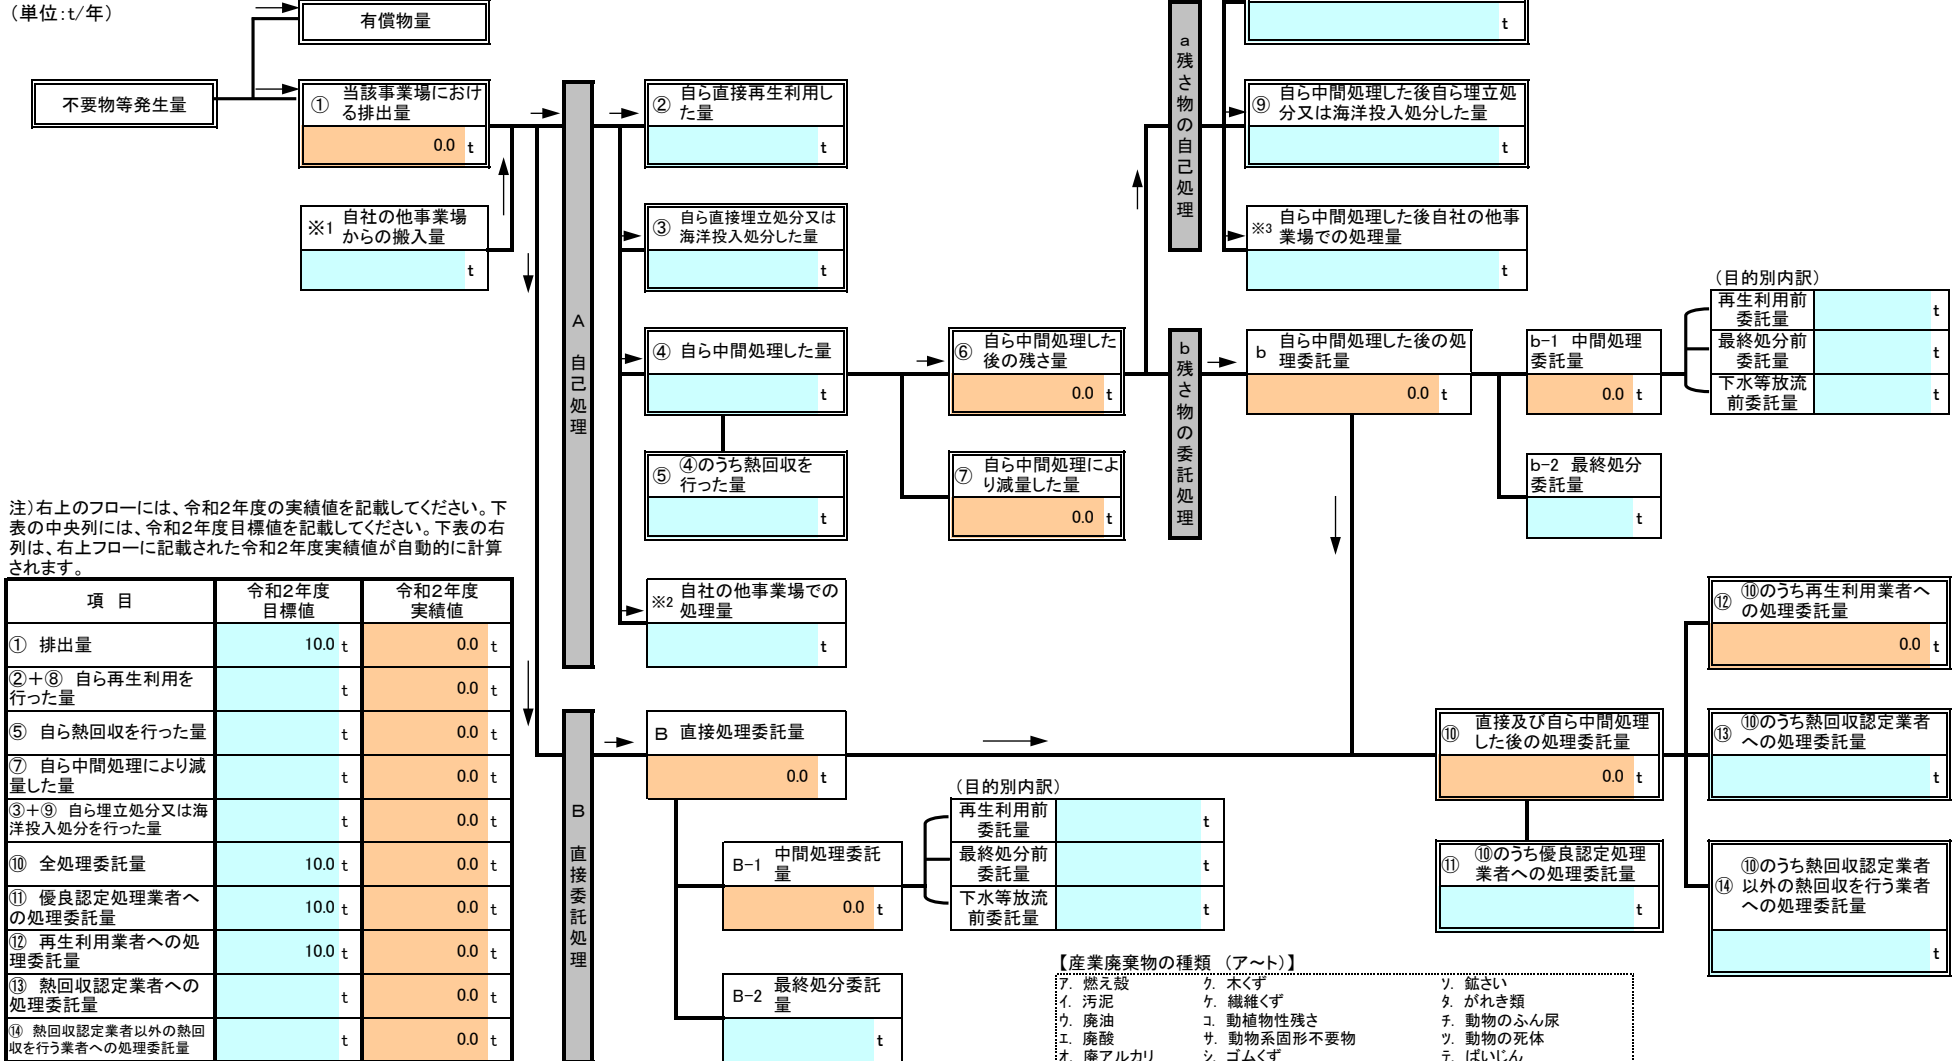 （単位：t/年）
有償物量
不要物等発生量
① 当該事業場におけ
る排出量
0.0 t
※1 自社の他事業場
からの搬入量
t
A 自己処理
② 自ら直接再生利用し
た量
t
③ 自ら直接埋立処分又は
海洋投入処分した量
t
④ 自ら中間処理した量
t
⑤ ④のうち熱回収を
行った量
t
※2 自社の他事業場での
処理量
t
⑥ 自ら中間処理した
後の残さ量
0.0 t
⑦ 自ら中間処理によ
り減量した量
0.0 t
a 残さ物の自己処理
t
⑨ 自ら中間処理した後自ら埋立処
分又は海洋投入処分した量
t
※3 自ら中間処理した後自社の他事
業場での処理量
t
b 残さ物の委託処理
b 自ら中間処理した後の処
理委託量
0.0 t
b-1 中間処理
委託量
0.0 t
b-2 最終処分
委託量
t
（目的別内訳）
再生利用前
委託量
t
最終処分前
委託量
t
下水等放流
前委託量
t
注）右上のフローには、令和2年度の実績値を記載してください。下
表の中央列には、令和2年度目標値を記載してください。下表の右
列は、右上フローに記載された令和2年度実績値が自動的に計算
されます。
項 目
令和2年度
目標値
令和2年度
実績値
① 排出量 10.0 t 0.0 t
②＋⑧ 自ら再生利用を
行った量
t 0.0 t
⑤ 自ら熱回収を行った量 t 0.0 t
⑦ 自ら中間処理により減
量した量
t 0.0 t
③＋⑨ 自ら埋立処分又は海
洋投入処分を行った量
t 0.0 t
⑩ 全処理委託量 10.0 t 0.0 t
⑪ 優良認定処理業者へ
の処理委託量
10.0 t 0.0 t
⑫ 再生利用業者への処
理委託量
10.0 t 0.0 t
⑬ 熱回収認定業者への
処理委託量
t 0.0 t
⑭ 熱回収認定業者以外の熱回
収を行う業者への処理委託量
t 0.0 t
B 直接委託処理
B 直接処理委託量
0.0 t
B-1 中間処理委託
量
0.0 t
B-2 最終処分委託
量
t
（目的別内訳）
再生利用前
委託量
t
最終処分前
委託量
t
下水等放流
前委託量
t
⑩ 直接及び自ら中間処理
した後の処理委託量
0.0 t
⑪ ⑩のうち優良認定処理
業者への処理委託量
t
⑫ ⑩のうち再生利用業者へ
の処理委託量
0.0 t
⑬ ⑩のうち熱回収認定業者
への処理委託量
t
⑭ ⑩のうち熱回収認定業者
以外の熱回収を行う業者
への処理委託量
t
【産業廃棄物の種類 （ア～ト）】
ア. 燃え殻 ク. 木くず ソ. 鉱さい
イ. 汚泥 ケ. 繊維くず タ. がれき類
ウ. 廃油 コ. 動植物性残さ チ. 動物のふん尿
エ. 廃酸 サ. 動物系固形不要物 ツ. 動物の死体
オ. 廃アルカリ シ. ゴムくず テ. ばいじん